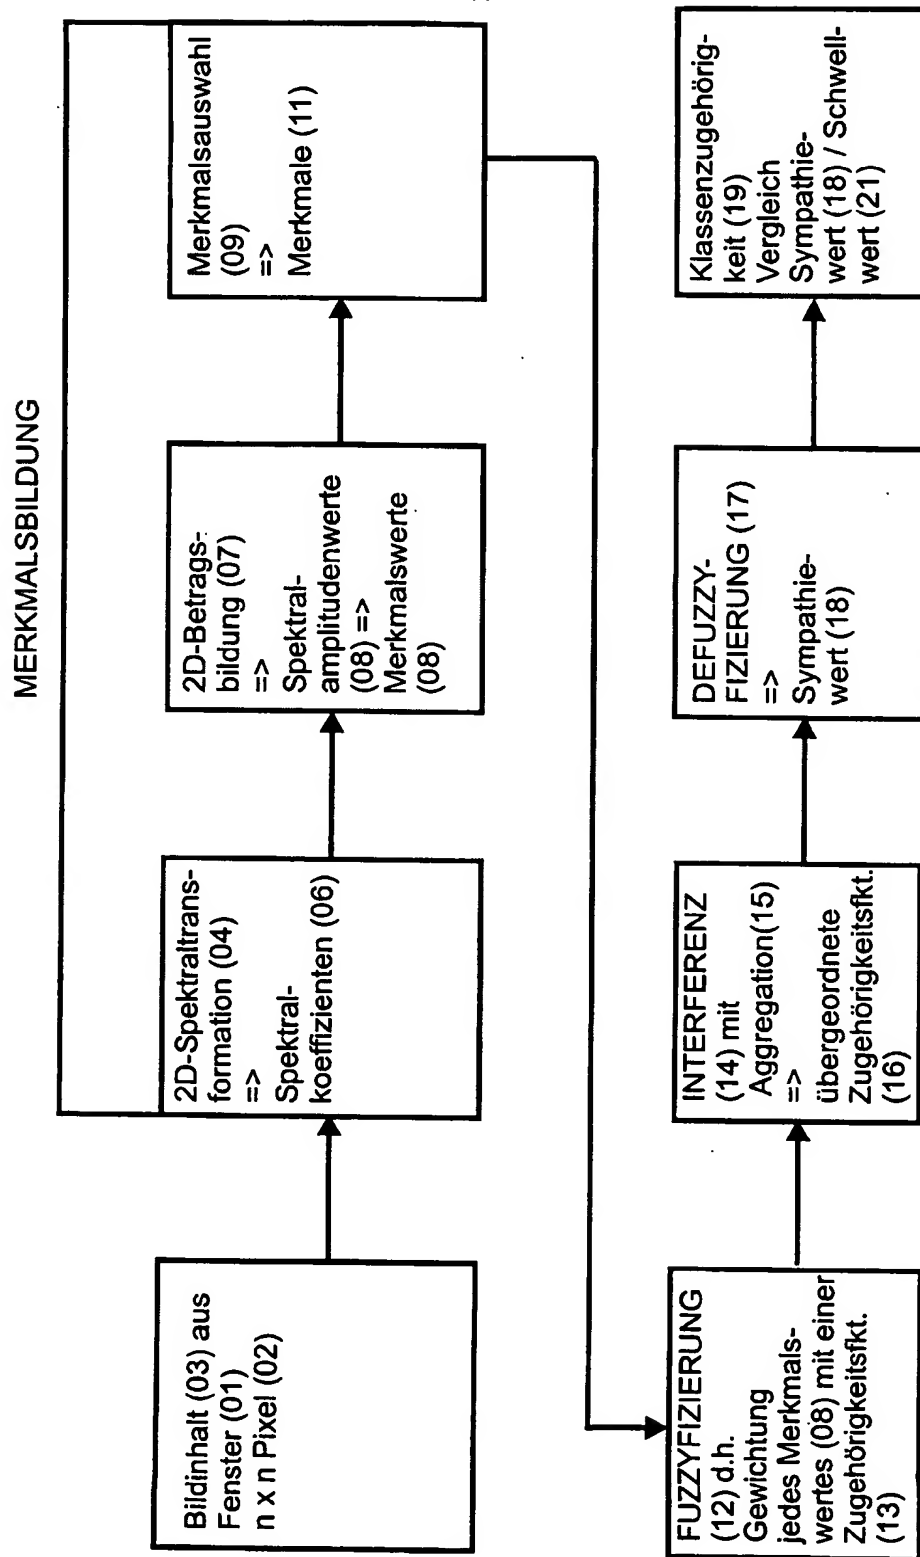 MERKMALSBILDUNG
Bildinhalt (03) aus
Fenster (01)
n x n Pixel (02)
2D-Spektraltrans-
formation (04)
=>
Spektral-
koeffizienten (06)
2D-Betrags-
bildung (07)
=>
Spektral-
amplitudenwerte
(08) =>
Merkmalswerte
(08)
Merkmalsauswahl
(09)
=>
Merkmale (11)
FUZZYFIZIERUNG
(12) d.h.
Gewichtung
jedes Merkmals-
wertes (08) mit einer
Zugehörigkeitsfkt.
(13)
INTERFERENZ
(14) mit
Aggregation(15)
=>
übergeordnete
Zugehörigkeitsfkt.
(16)
DEFUZZY-
FIZIERUNG (17)
=>
Sympathie-
wert (18)
Klassenzugehörig-
keit (19)
Vergleich
Sympathie-
wert (18) / Schwell-
wert (21)